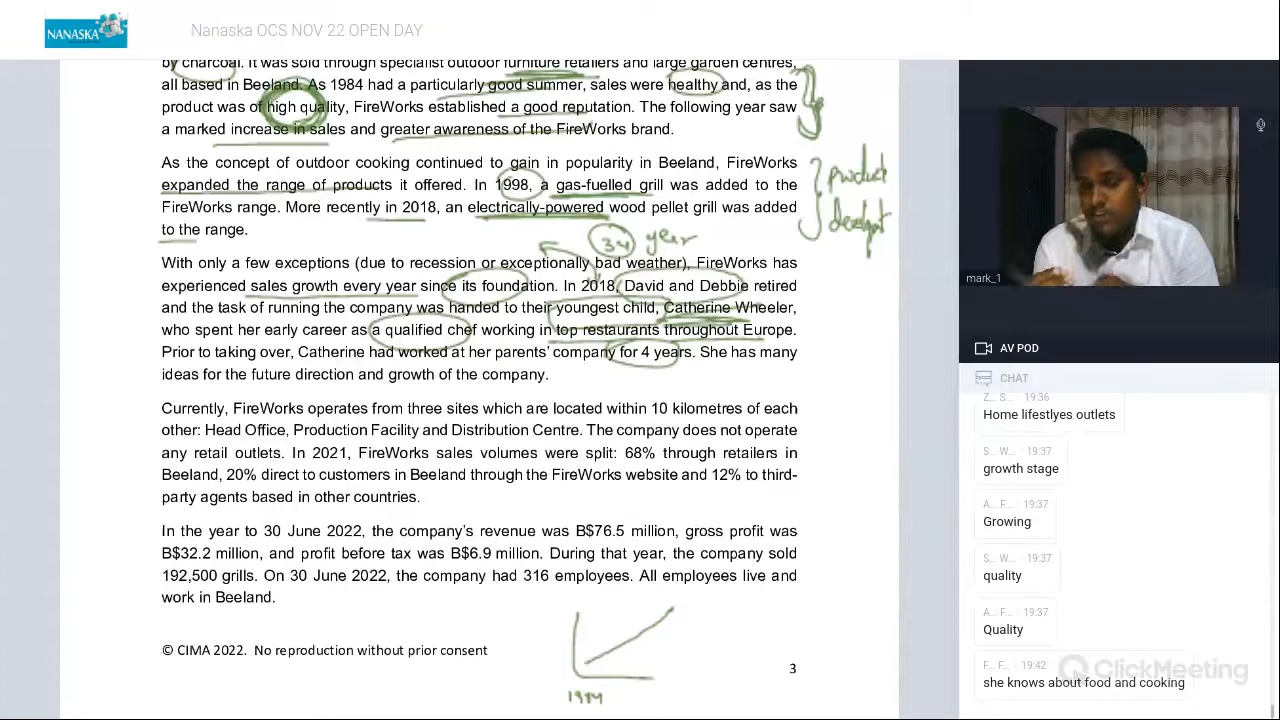 NANASKA
Nanaska OCS NOV 22 OPEN DAY
by charcoal. It was sold through specialist outdoor furniture retailers and large garden centres,
all based in Beeland. As 1984 had a particularly good summer, sales were healthy and, as the
product was of high quality, FireWorks established a good reputation. The following year saw
a marked increase in sales and greater awareness of the FireWorks brand.
As the concept of outdoor cooking continued to gain in popularity in Beeland, FireWorks
expanded the range of products it offered. In 1998, a gas-fuelled grill was added to the
FireWorks range. More recently in 2018, an electrically-powered wood pellet grill was added
to the range.
product
34 year
With only a few exceptions (due to recession or exceptionally bad weather), FireWorks has
experienced sales growth every year since its foundation. In 2018, David and Debbie retired
and the task of running the company was handed to their youngest child, Catherine Wheeler,
who spent her early career as a qualified chef working in top restaurants throughout Europe.
Prior to taking over, Catherine had worked at her parents' company for 4 years. She has many
ideas for the future direction and growth of the company.
Currently, FireWorks operates from three sites which are located within 10 kilometres of each
other: Head Office, Production Facility and Distribution Centre. The company does not operate
any retail outlets. In 2021, FireWorks sales volumes were split: 68% through retailers in
Beeland, 20% direct to customers in Beeland through the FireWorks website and 12% to third-
party agents based in other countries.
In the year to 30 June 2022, the company's revenue was B$76.5 million, gross profit was
B$32.2 million, and profit before tax was B$6.9 million. During that year, the company sold
192,500 grills. On 30 June 2022, the company had 316 employees. All employees live and
work in Beeland.
© CIMA 2022. No reproduction without prior consent
3
1984
mark_1
AV POD
CHAT
Z... S... 19:36
Home lifestlyes outlets
S... W... 19:37
growth stage
A... F... 19:37
Growing
S... W... 19:37
quality
A... F... 19:37
Quality
F... F... 19:42
she knows about food and cooking
ClickMeeting